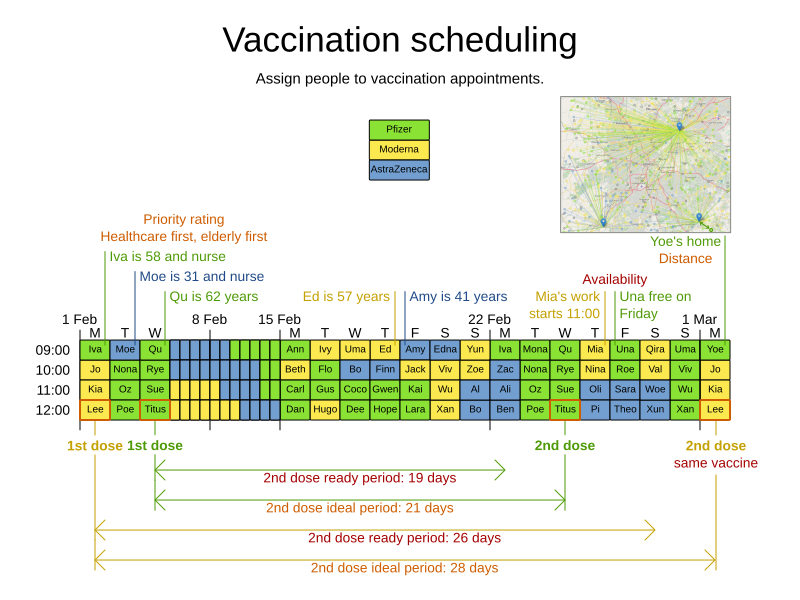 Vaccination scheduling
Assign people to vaccination appointments.
Pfizer
Moderna
AstraZeneca
Priority rating
Healthcare first, elderly first
Iva is 58 and nurse
Moe is 31 and nurse
Qu is 62 years
Ed is 57 years
Amy is 41 years
Yoe's home
Distance
Availability
Mia's work
starts 11:00
Una free on
Friday
1 Feb 8 Feb 15 Feb 22 Feb 1 Mar
M T W M T W T F S S M T W T F S S M
09:00 Iva Moe Qu Ann Ivy Uma Ed Amy Edna Yun Iva Mona Qu Mia Una Qira Uma Yoe
10:00 Jo Nona Rye Beth Flo Bo Finn Jack Viv Zoe Zac Nona Rye Nina Roe Val Viv Jo
11:00 Kia Oz Sue Carl Gus Coco Gwen Kai Wu Al Ali Oz Sue Oli Sara Woe Wu Kia
12:00 Lee Poe Titus Dan Hugo Dee Hope Lara Xan Bo Ben Poe Titus Pi Theo Xun Xan Lee
1st dose 1st dose 2nd dose 2nd dose
same vaccine
2nd dose ready period: 19 days
2nd dose ideal period: 21 days
2nd dose ready period: 26 days
2nd dose ideal period: 28 days